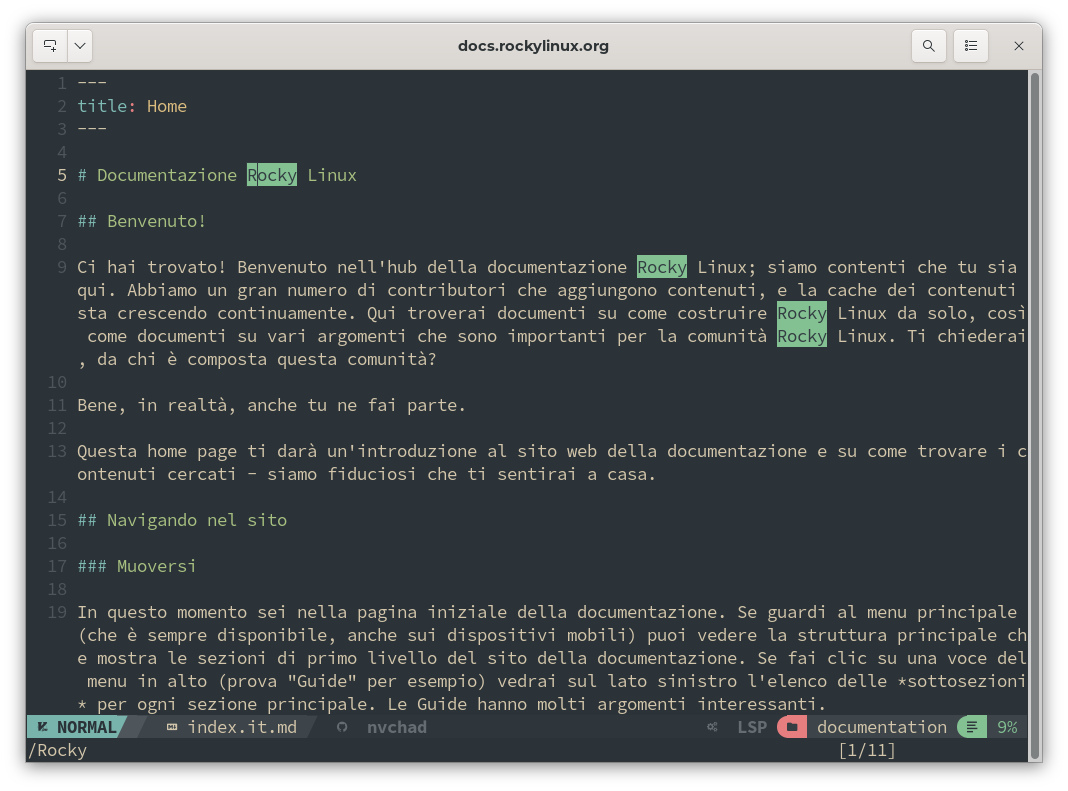 docs.rockylinux.org
1 ---
2 title: Home
3 ---
4
5 # Documentazione Rocky Linux
6
7 ## Benvenuto!
8
9 Ci hai trovato! Benvenuto nell'hub della documentazione Rocky Linux; siamo contenti che tu sia
qui. Abbiamo un gran numero di contributori che aggiungono contenuti, e la cache dei contenuti
sta crescendo continuamente. Qui troverai documenti su come costruire Rocky Linux da solo, così
come documenti su vari argomenti che sono importanti per la comunità Rocky Linux. Ti chiederai
, da chi è composta questa comunità?
10
11 Bene, in realtà, anche tu ne fai parte.
12
13 Questa home page ti darà un'introduzione al sito web della documentazione e su come trovare i c
ontenuti cercati - siamo fiduciosi che ti sentirai a casa.
14
15 ## Navigando nel sito
16
17 ### Muoversi
18
19 In questo momento sei nella pagina iniziale della documentazione. Se guardi al menu principale
(che è sempre disponibile, anche sui dispositivi mobili) puoi vedere la struttura principale ch
e mostra le sezioni di primo livello del sito della documentazione. Se fai clic su una voce del
menu in alto (prova "Guide" per esempio) vedrai sul lato sinistro l'elenco delle *sottosezioni
* per ogni sezione principale. Le Guide hanno molti argomenti interessanti.
NORMAL index.it.md nvchad LSP documentation 9%
/Rocky [1/11]